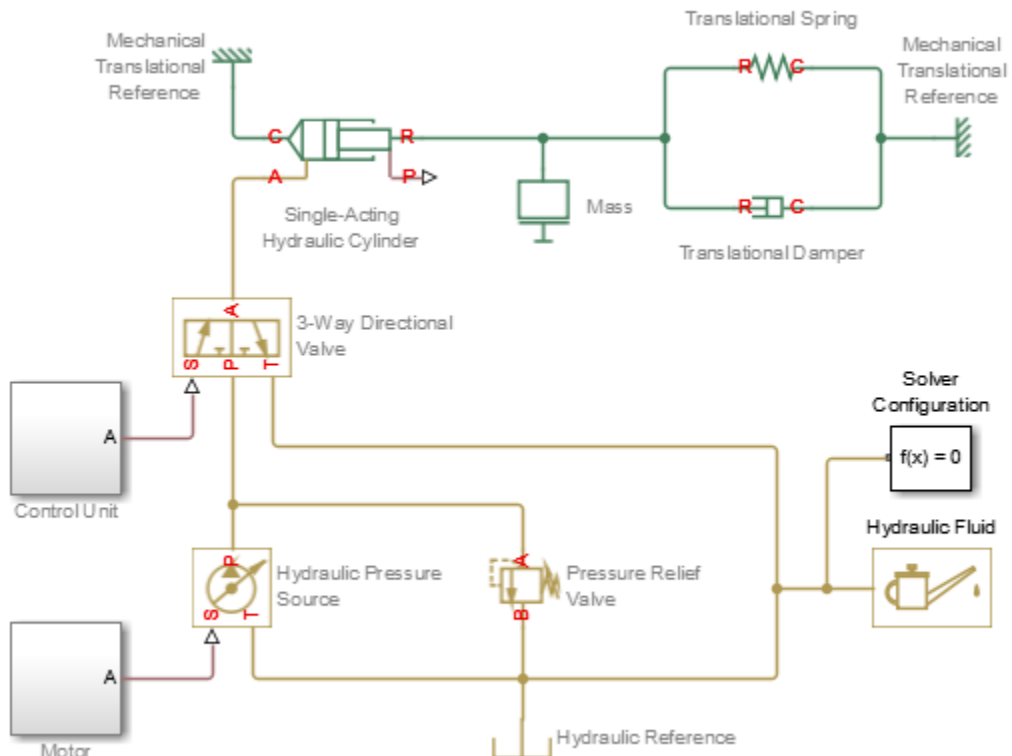 Translational Spring
Mechanical
Translational
Reference
Mechanical
Translational
Reference
R C
C R
A P
Single-Acting
Hydraulic Cylinder
Mass
R C
Translational Damper
A
3-Way Directional
Valve
S P T
Solver
Configuration
f(x) = 0
A
Control Unit
Hydraulic Fluid
P
Hydraulic Pressure
Source
S T
A
Pressure Relief
Valve
B
A
Motor
Hydraulic Reference